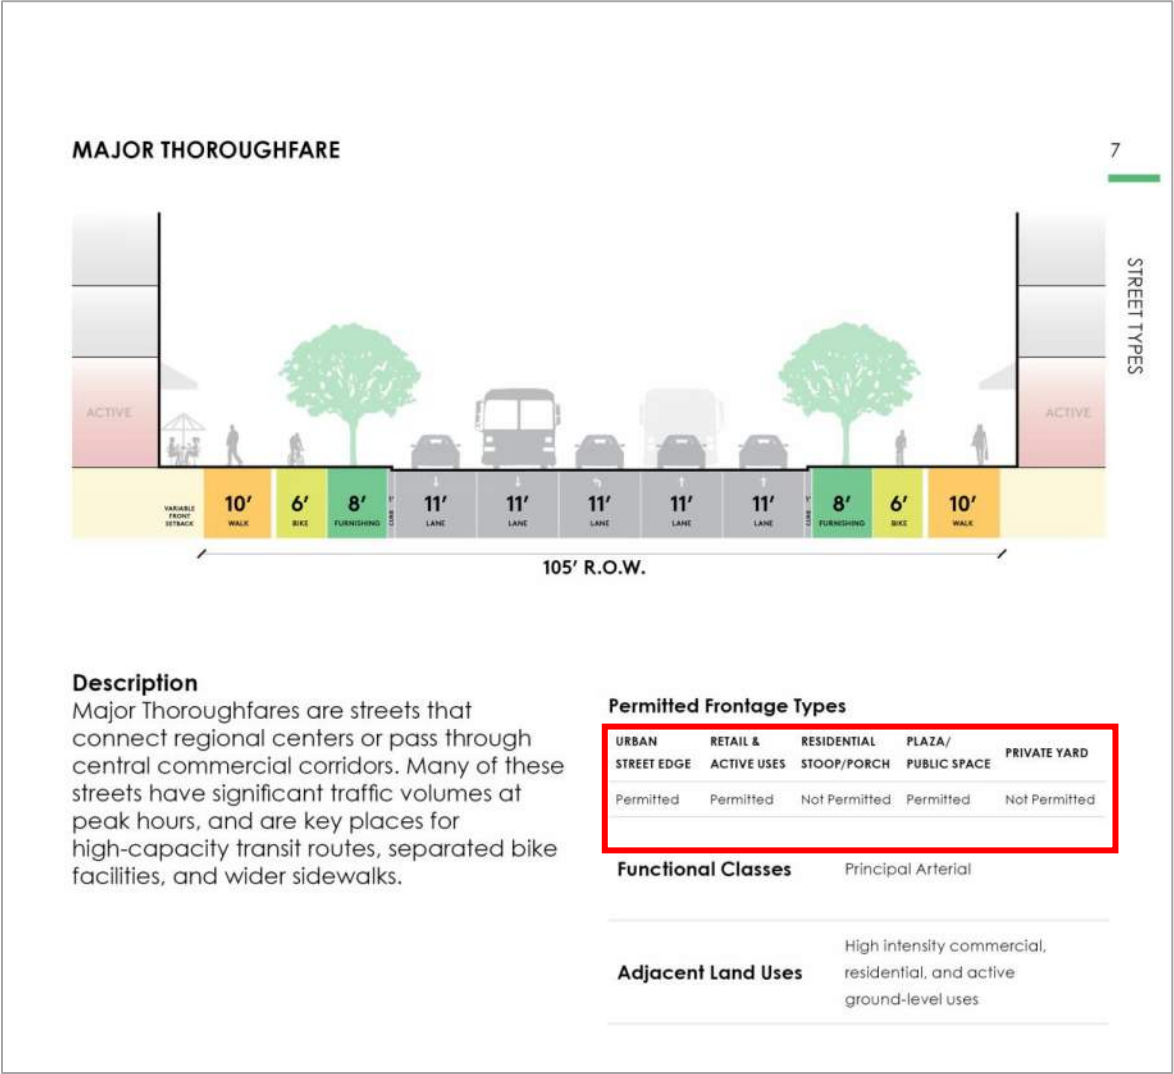 MAJOR THOROUGHFARE
7
STREET TYPES
ACTIVE
ACTIVE
VARIABLE
FRONT
SETBACK
10' 6' 8' 11' 11' 11' 11' 11' 8' 6' 10'
WALK BIKE FURNISHING CURB LANE LANE LANE LANE LANE CURB FURNISHING BIKE WALK
105' R.O.W.
Description
Major Thoroughfares are streets that
connect regional centers or pass through
central commercial corridors. Many of these
streets have significant traffic volumes at
peak hours, and are key places for
high-capacity transit routes, separated bike
facilities, and wider sidewalks.
Permitted Frontage Types
URBAN RETAIL & RESIDENTIAL PLAZA/ PRIVATE YARD
STREET EDGE ACTIVE USES STOOP/PORCH PUBLIC SPACE
Permitted Permitted Not Permitted Permitted Not Permitted
Functional Classes Principal Arterial
Adjacent Land Uses
High intensity commercial,
residential, and active
ground-level uses